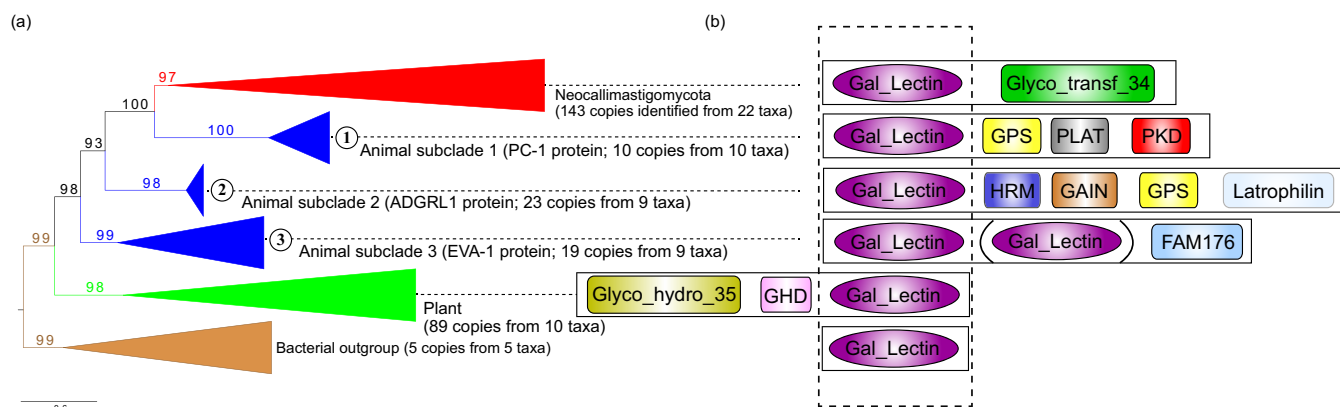 (a)
(b)
97
Neocallimastigomycota
(143 copies identified from 22 taxa)
Gal_Lectin
Glyco_transf_34
100
100
1
Animal subclade 1 (PC-1 protein; 10 copies from 10 taxa)
Gal_Lectin
GPS
PLAT
PKD
93
98
2
Animal subclade 2 (ADGRL1 protein; 23 copies from 9 taxa)
Gal_Lectin
HRM
GAIN
GPS
Latrophilin
98
99
3
Animal subclade 3 (EVA-1 protein; 19 copies from 9 taxa)
Gal_Lectin
(Gal_Lectin)
FAM176
99
98
Plant
(89 copies from 10 taxa)
Glyco_hydro_35
GHD
Gal_Lectin
99
Bacterial outgroup (5 copies from 5 taxa)
Gal_Lectin